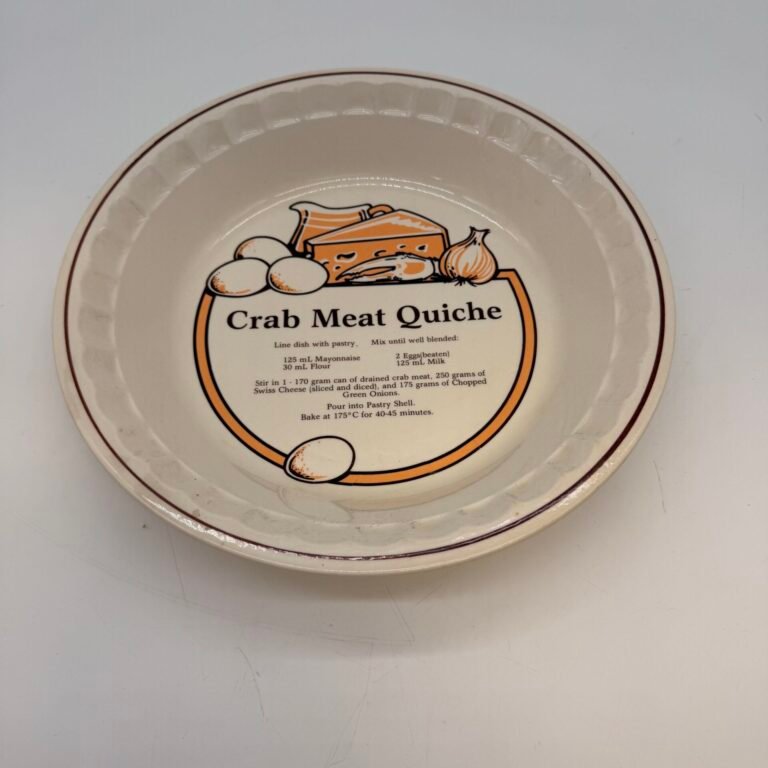 Crab Meat Quiche
Line dish with pastry. Mix until well blended:
125 mL Mayonnaise 2 Eggs(beaten)
30 mL Flour 125 mL Milk
Stir in 1 - 170 gram can of drained crab meat, 250 grams of
Swiss Cheese (sliced and diced), and 175 grams of Chopped
Green Onions.
Pour into Pastry Shell.
Bake at 175°C for 40-45 minutes.